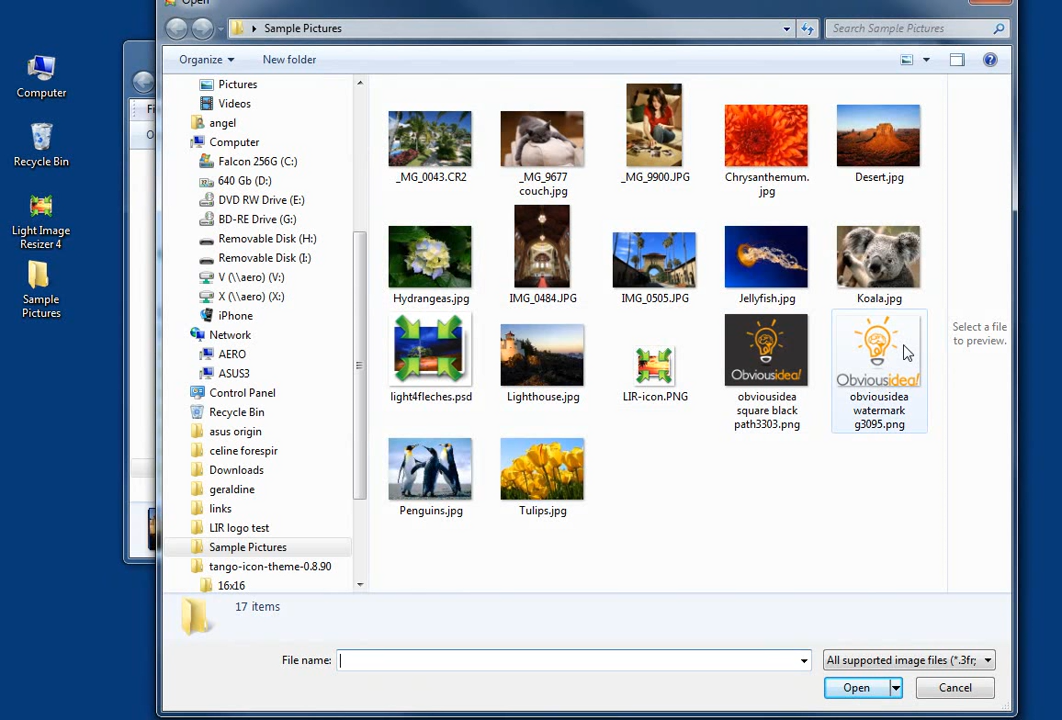 Open
Sample Pictures
Search Sample Pictures
Organize
New folder
Computer
Recycle Bin
Light Image
Resizer 4
Sample
Pictures
Pictures
Videos
angel
Computer
Falcon 256G (C:)
640 Gb (D:)
DVD RW Drive (E:)
BD-RE Drive (G:)
Removable Disk (H:)
Removable Disk (I:)
V (\\aero) (V:)
X (\\aero) (X:)
iPhone
Network
AERO
ASUS3
Control Panel
Recycle Bin
asus origin
celine forespir
Downloads
geraldine
links
LIR logo test
Sample Pictures
tango-icon-theme-0.8.90
16x16
_MG_0043.CR2
_MG_9677
couch.jpg
_MG_9900.JPG
Chrysanthemum.
jpg
Desert.jpg
Hydrangeas.jpg
IMG_0484.JPG
IMG_0505.JPG
Jellyfish.jpg
Koala.jpg
light4fleches.psd
Lighthouse.jpg
LIR-icon.PNG
Obviousidea!
obviousidea
square black
path3303.png
Obviousidea!
obviousidea
watermark
g3095.png
Penguins.jpg
Tulips.jpg
Select a file
to preview.
17 items
File name:
All supported image files (*.3fr;
Open
Cancel